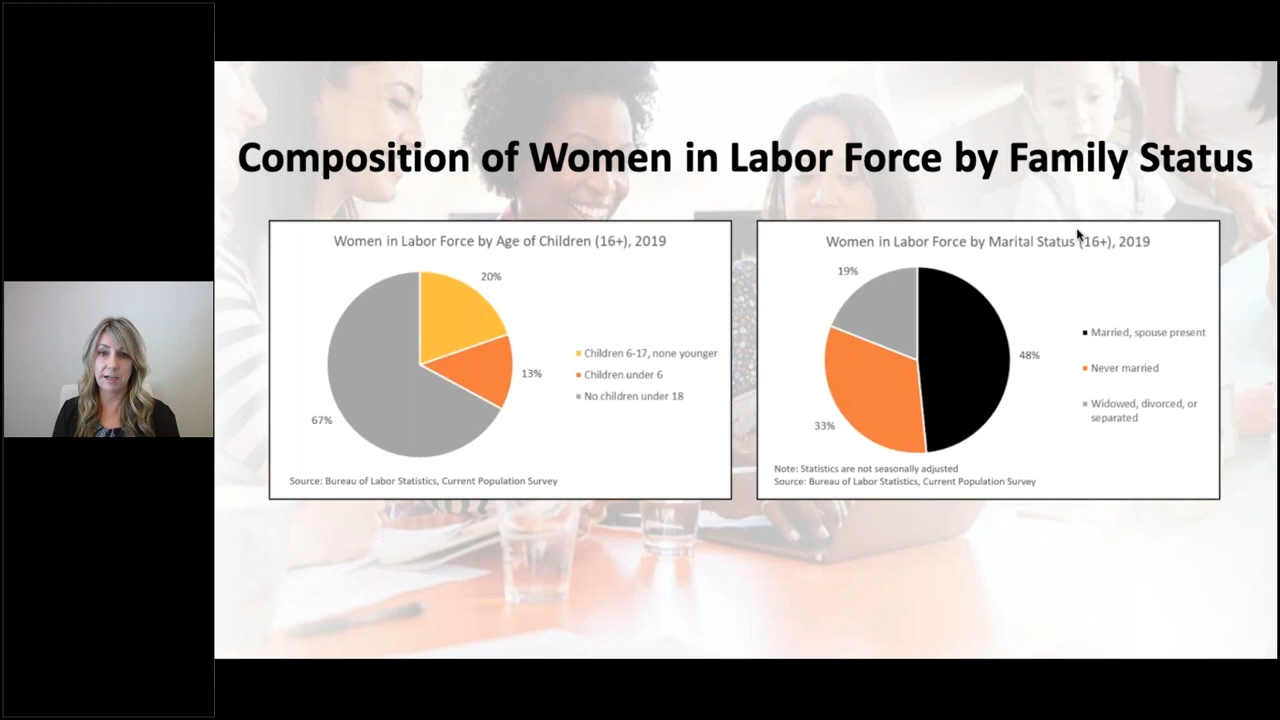 Composition of Women in Labor Force by Family Status
Women in Labor Force by Age of Children (16+), 2019
20%
13%
67%
Children 6-17, none younger
Children under 6
No children under 18
Source: Bureau of Labor Statistics, Current Population Survey
Women in Labor Force by Marital Status (16+), 2019
19%
48%
33%
Married, spouse present
Never married
Widowed, divorced, or
separated
Note: Statistics are not seasonally adjusted
Source: Bureau of Labor Statistics, Current Population Survey